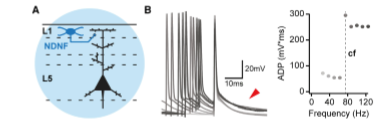 A
L1
NDNF
L5
B
20mV
10ms
ADP (mV*ms)
300
200
100
0
cf
0 40 80 120
Frequency (Hz)